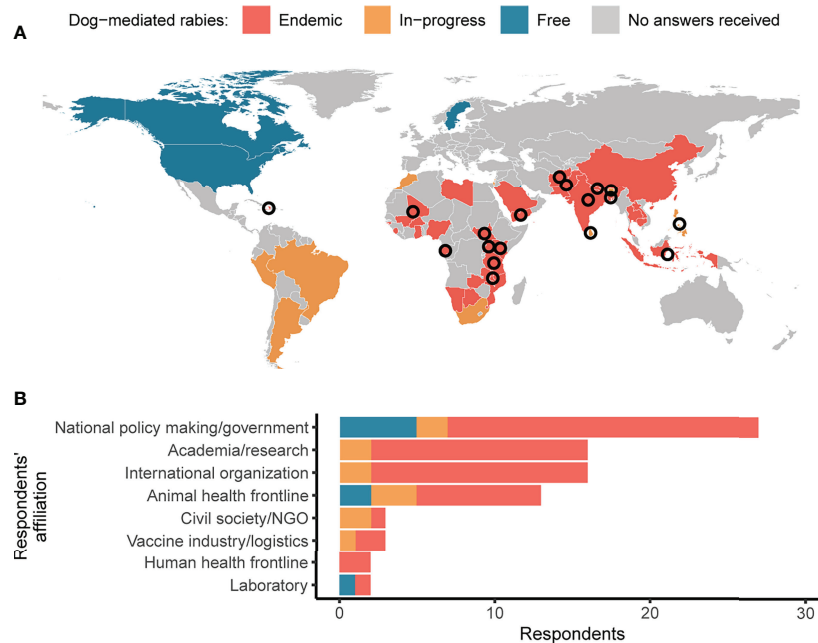 Dog−mediated rabies: Endemic In−progress Free No answers received
A
B
National policy making/government
Academia/research
International organization
Animal health frontline
Civil society/NGO
Vaccine industry/logistics
Human health frontline
Laboratory
Respondents'
affiliation
0 10 20 30
Respondents